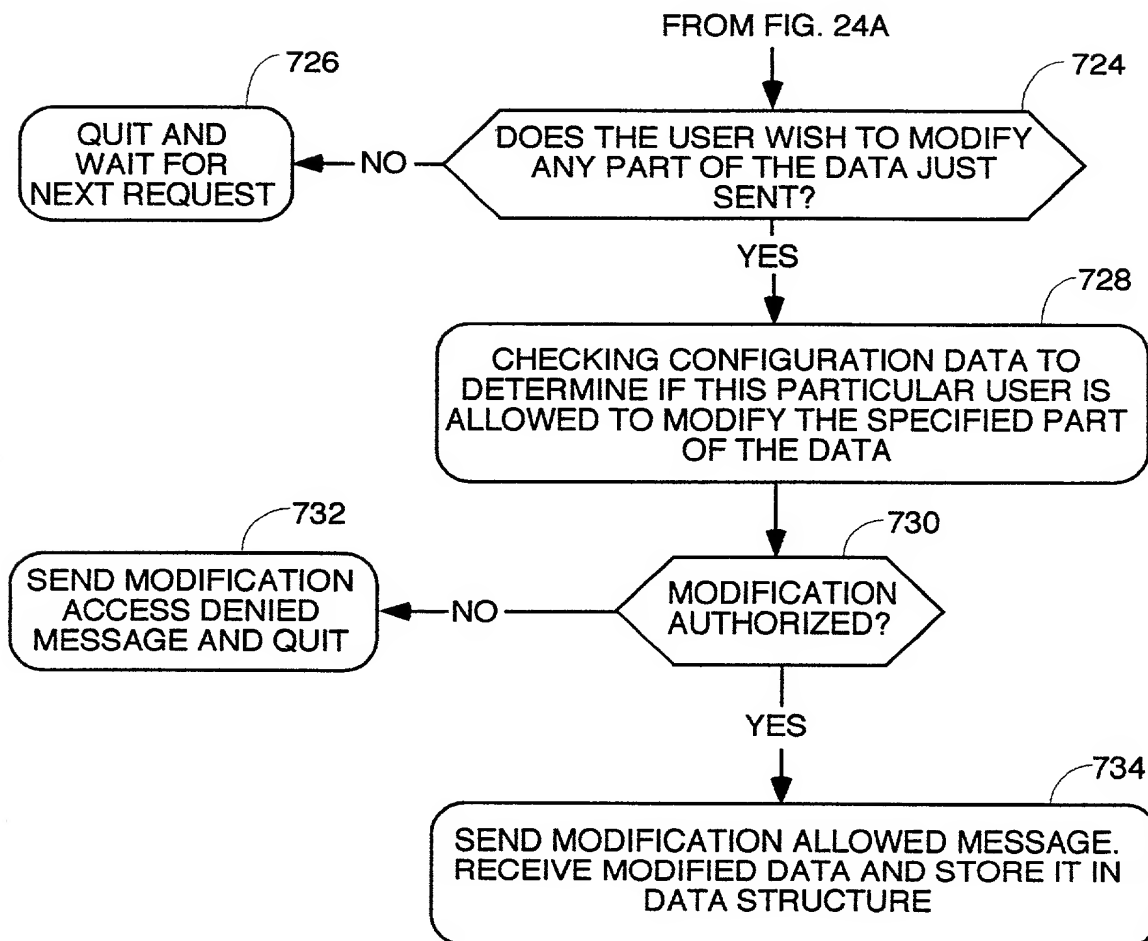 FROM FIG. 24A
726
724
QUIT AND
WAIT FOR
NEXT REQUEST
NO
DOES THE USER WISH TO MODIFY
ANY PART OF THE DATA JUST
SENT?
YES
728
CHECKING CONFIGURATION DATA TO
DETERMINE IF THIS PARTICULAR USER IS
ALLOWED TO MODIFY THE SPECIFIED PART
OF THE DATA
732
730
SEND MODIFICATION
ACCESS DENIED
MESSAGE AND QUIT
NO
MODIFICATION
AUTHORIZED?
YES
734
SEND MODIFICATION ALLOWED MESSAGE.
RECEIVE MODIFIED DATA AND STORE IT IN
DATA STRUCTURE